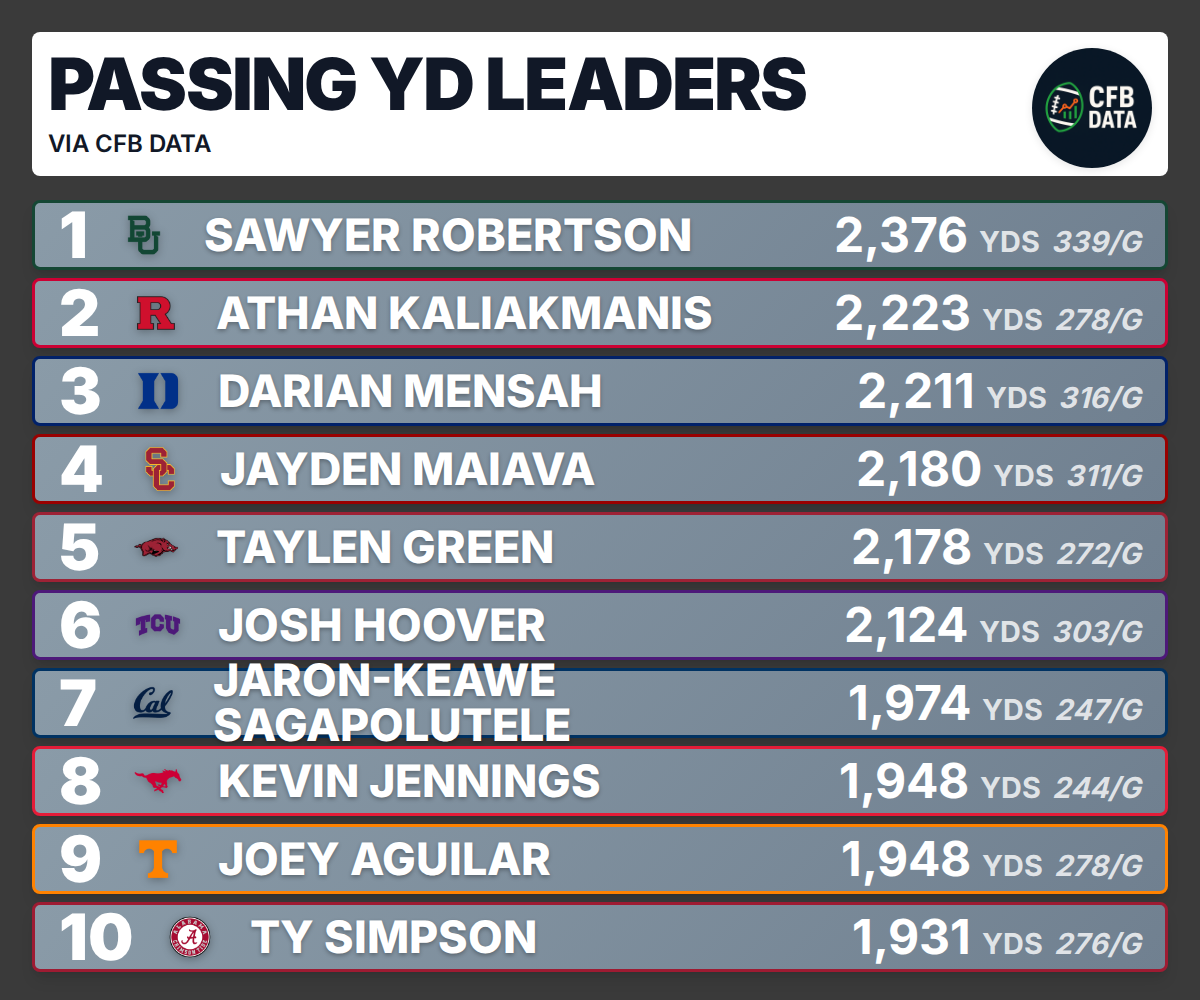 PASSING YD LEADERS
VIA CFB DATA
CFB
DATA
1 BU SAWYER ROBERTSON 2,376 YDS 339/G
2 R ATHAN KALIAKMANIS 2,223 YDS 278/G
3 D DARIAN MENSAH 2,211 YDS 316/G
4 SC JAYDEN MAIAVA 2,180 YDS 311/G
5 TAYLEN GREEN 2,178 YDS 272/G
6 TCU JOSH HOOVER 2,124 YDS 303/G
7 Cal JARON-KEAWE
SAGAPOLUTELE 1,974 YDS 247/G
8 KEVIN JENNINGS 1,948 YDS 244/G
9 T JOEY AGUILAR 1,948 YDS 278/G
10 ALABAMA A CRIMSON TIDE TY SIMPSON 1,931 YDS 276/G